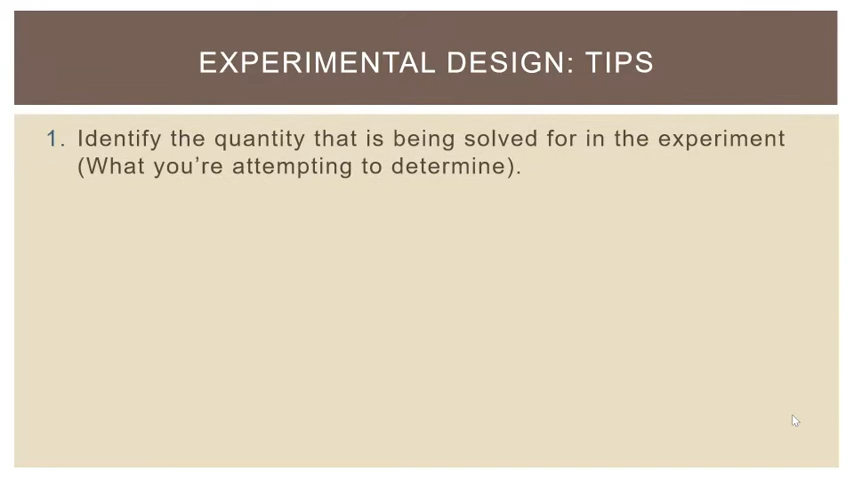 EXPERIMENTAL DESIGN: TIPS
1. Identify the quantity that is being solved for in the experiment
(What you’re attempting to determine).